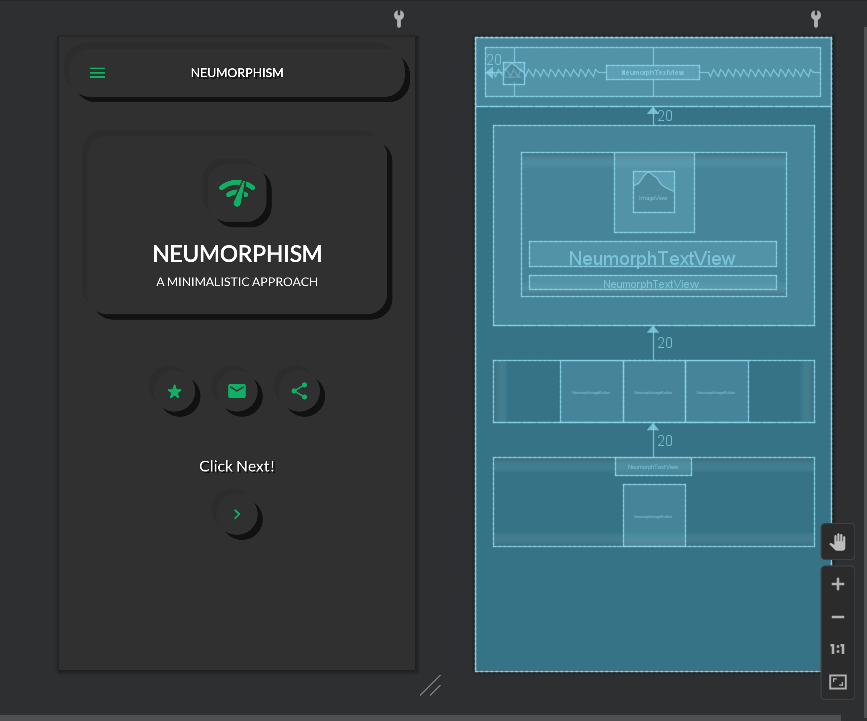 NEUMORPHISM
NEUMORPHISM
A MINIMALISTIC APPROACH
Click Next!
20
NeumorphTextView
20
ImageView
NeumorphTextView
NeumorphTextView
20
NeumorphImageButton
NeumorphImageButton
NeumorphImageButton
20
NeumorphTextView
NeumorphImageButton
1:1